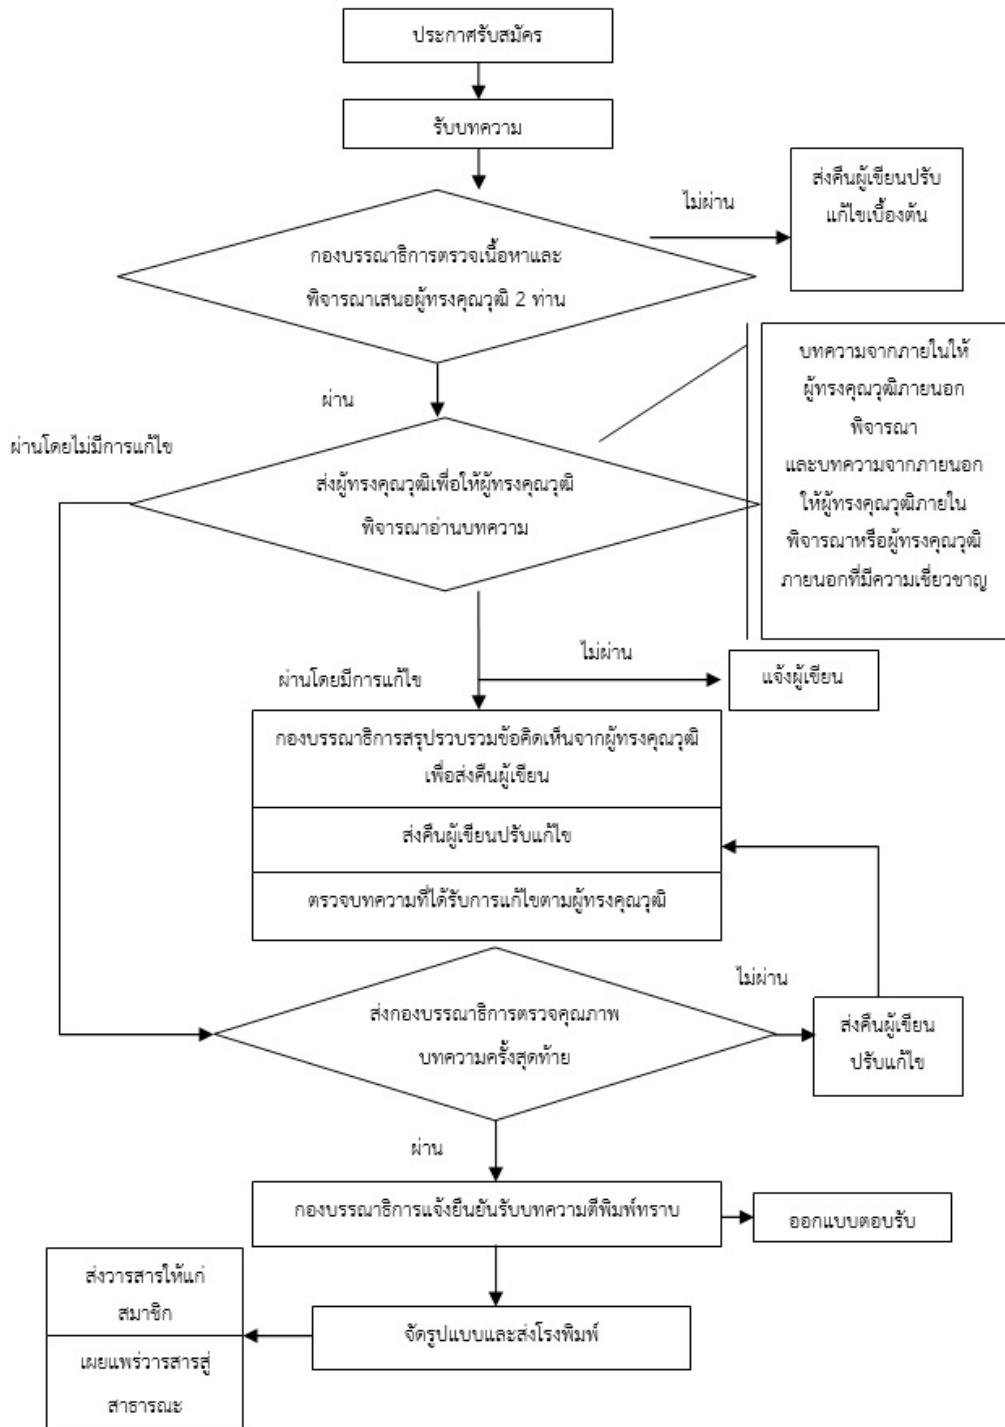 ประกาศรับสมัคร
รับบทความ
ส่งคืนผู้เขียนปรับ
แก้ไขเบื้องต้น
ไม่ผ่าน
กองบรรณาธิการตรวจเนื้อหาและ
พิจารณาเสนอผู้ทรงคุณวุฒิ 2 ท่าน
บทความจากภายในให้
ผู้ทรงคุณวุฒิภายนอก
พิจารณา
และบทความจากภายนอก
ให้ผู้ทรงคุณวุฒิภายใน
พิจารณาหรือผู้ทรงคุณวุฒิ
ภายนอกที่มีความเชี่ยวชาญ
ผ่าน
ผ่านโดยไม่มีการแก้ไข
ส่งผู้ทรงคุณวุฒิเพื่อให้ผู้ทรงคุณวุฒิ
พิจารณาอ่านบทความ
ไม่ผ่าน
แจ้งผู้เขียน
ผ่านโดยมีการแก้ไข
กองบรรณาธิการสรุปรวบรวมข้อคิดเห็นจากผู้ทรงคุณวุฒิ
เพื่อส่งคืนผู้เขียน
ส่งคืนผู้เขียนปรับแก้ไข
ตรวจบทความที่ได้รับการแก้ไขตามผู้ทรงคุณวุฒิ
ไม่ผ่าน
ส่งกองบรรณาธิการตรวจคุณภาพ
บทความครั้งสุดท้าย
ส่งคืนผู้เขียน
ปรับแก้ไข
ผ่าน
กองบรรณาธิการแจ้งยืนยันรับบทความตีพิมพ์ทราบ
ออกแบบตอบรับ
ส่งวารสารให้แก่
สมาชิก
จัดรูปแบบและส่งโรงพิมพ์
เผยแพร่วารสารสู่
สาธารณะ